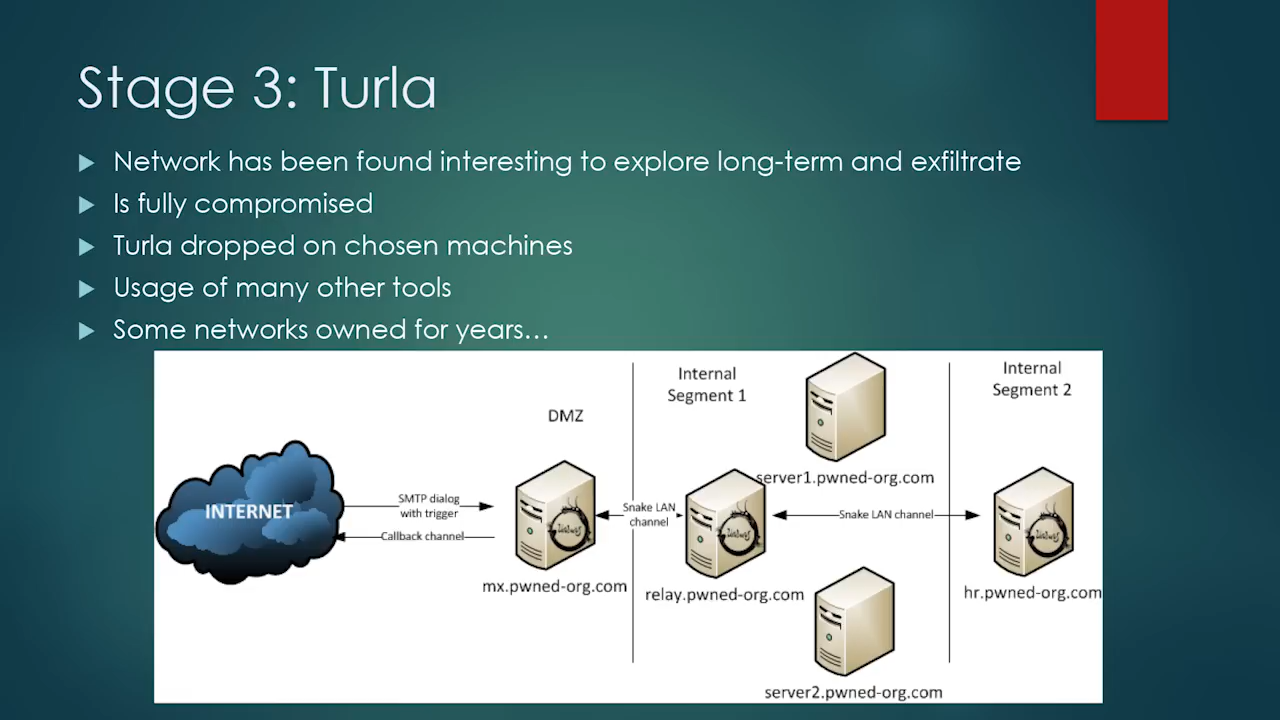 Stage 3: Turla
Network has been found interesting to explore long-term and exfiltrate
Is fully compromised
Turla dropped on chosen machines
Usage of many other tools
Some networks owned for years…
Internal
Segment 1
Internal
Segment 2
DMZ
server1.pwned-org.com
INTERNET
SMTP dialog
with trigger
Callback channel
Snake LAN
channel
Snake LAN channel
mx.pwned-org.com
relay.pwned-org.com
hr.pwned-org.com
server2.pwned-org.com